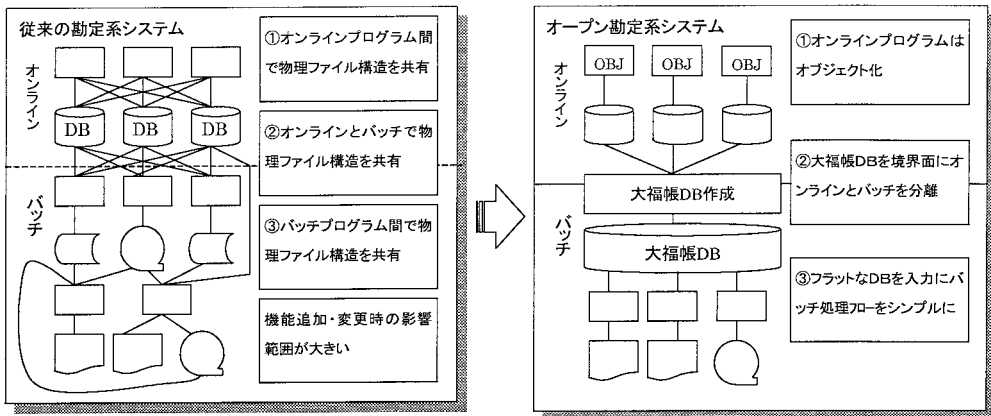 従来の勘定系システム
オンライン
DB
DB
DB
バッチ
①オンラインプログラム間
で物理ファイル構造を共有
②オンラインとバッチで物
理ファイル構造を共有
③バッチプログラム間で物
理ファイル構造を共有
機能追加・変更時の影響
範囲が大きい
オープン勘定系システム
オンライン
OBJ
OBJ
OBJ
バッチ
大福帳DB作成
大福帳DB
①オンラインプログラムは
オブジェクト化
②大福帳DBを境界面にオ
ンラインとバッチを分離
③フラットなDBを入力にバ
ッチ処理フローをシンプルに